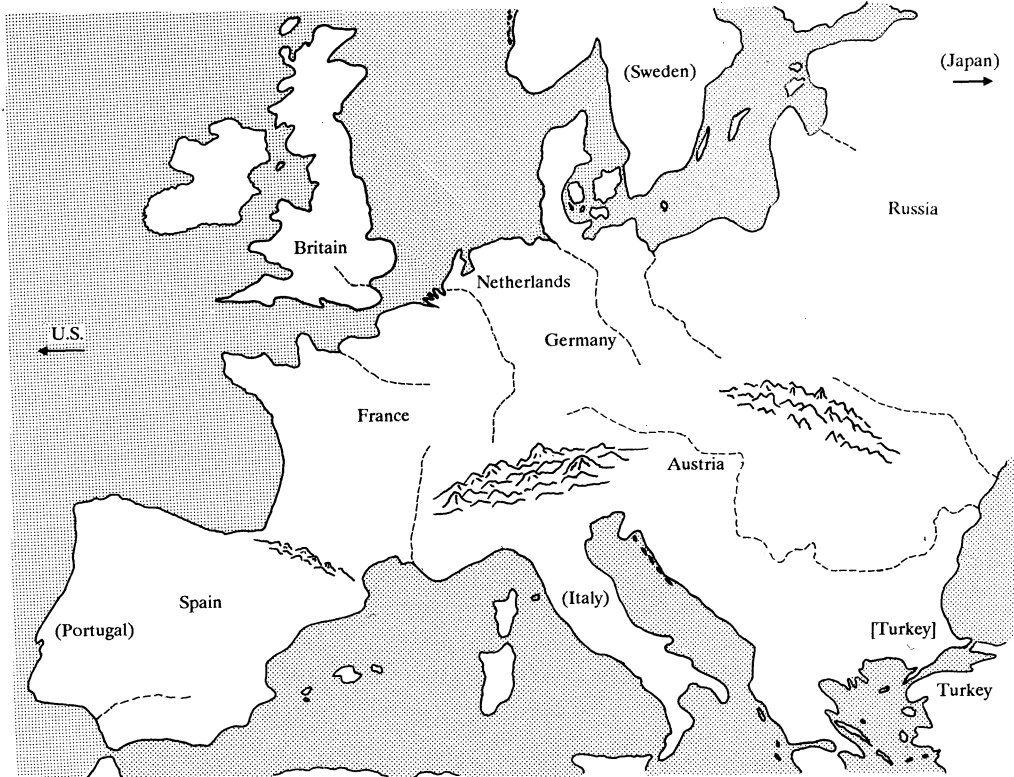 (Sweden)
(Japan)
Russia
Britain
Netherlands
U.S.
Germany
France
Austria
Spain
(Italy)
(Portugal)
[Turkey]
Turkey